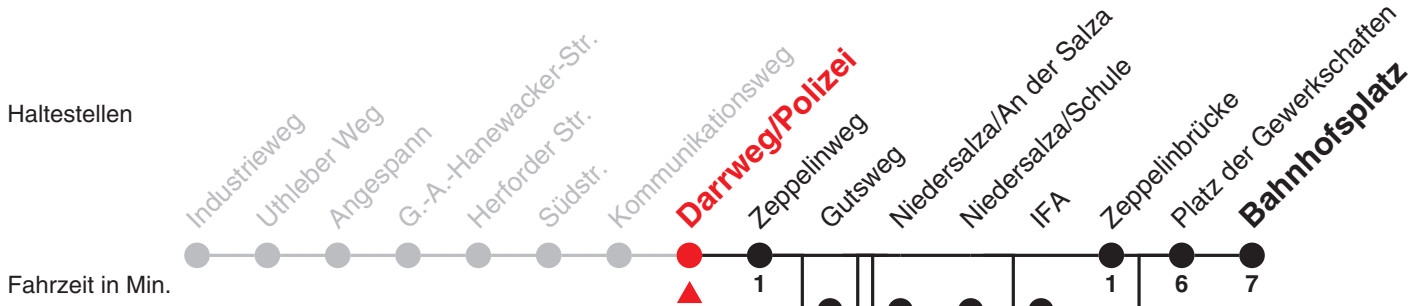 Haltestellen
Industrieweg
Uthleber Weg
Angespann
G.-A.-Hanewacker-Str.
Herforder Str.
Südstr.
Kommunikationsweg
Darrweg/Polizei
Zeppelinweg
Gutsweg
Niedersalza/An der Salza
Niedersalza/Schule
IFA
Zeppelinbrücke
Platz der Gewerkschaften
Bahnhofsplatz
Fahrzeit in Min.
1
1
6
7